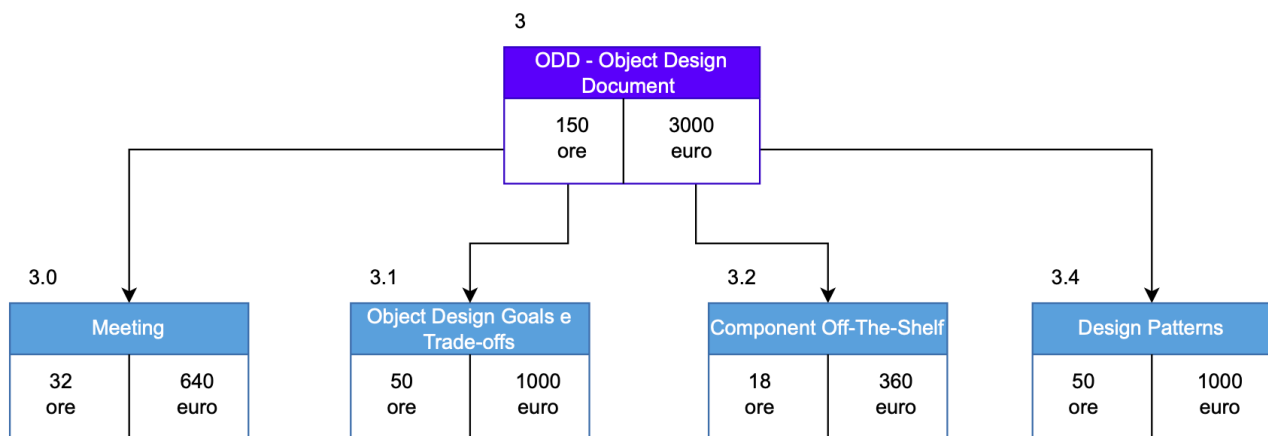 3
ODD - Object Design
Document
150
ore
3000
euro
3.0
Meeting
32
ore
640
euro
3.1
Object Design Goals e
Trade-offs
50
ore
1000
euro
3.2
Component Off-The-Shelf
18
ore
360
euro
3.4
Design Patterns
50
ore
1000
euro